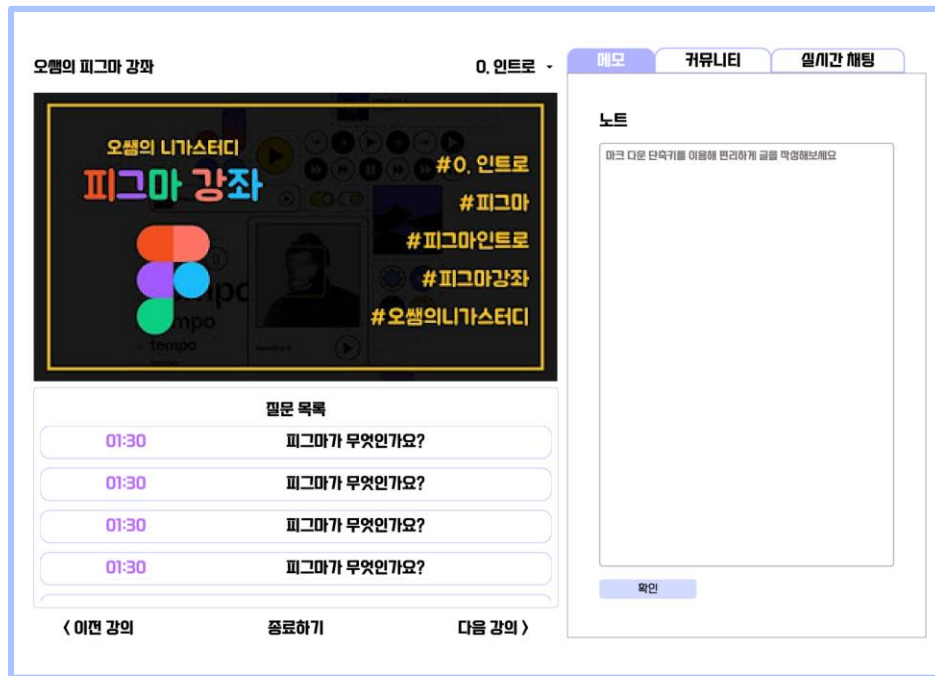 오쌤의 피그마 강좌
0. 인트로
오쌤의 니가스터디
피그마 강좌
#0. 인트로
#피그마
#피그마인트로
#피그마강좌
#오쌤의니가스터디
tempo
tempo
질문 목록
01:30 피그마가 무엇인가요?
01:30 피그마가 무엇인가요?
01:30 피그마가 무엇인가요?
01:30 피그마가 무엇인가요?
〈 이전 강의
종료하기
다음 강의 〉
메모
커뮤니티
실시간 채팅
노트
마크 다운 단축키를 이용해 편리하게 글을 작성해보세요
확인